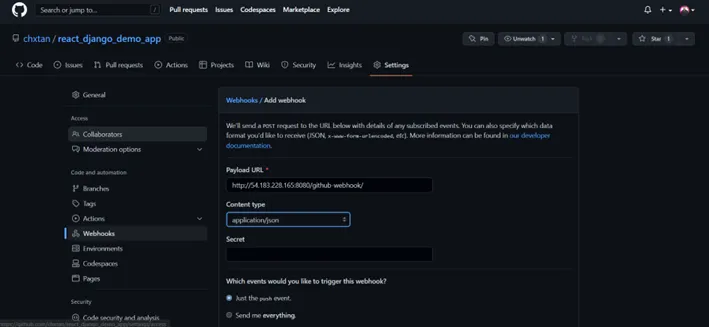 Search or jump to... /
Pull requests Issues Codespaces Marketplace Explore
chxtan / react_django_demo_app Public
Pin Unwatch 1 Star 1
Code Issues Pull requests Actions Projects Wiki Security Insights Settings
General
Access
Collaborators
Moderation options
Code and automation
Branches
Tags
Actions
Webhooks
Environments
Codespaces
Pages
Security
Code security and analysis
Webhooks / Add webhook
We'll send a POST request to the URL below with details of any subscribed events. You can also specify which data
format you'd like to receive (JSON, x-www-form-urlencoded, etc). More information can be found in our developer
documentation.
Payload URL *
http://54.183.228.165:8080/github-webhook/
Content type
application/json
Secret
Which events would you like to trigger this webhook?
Just the push event.
Send me everything.